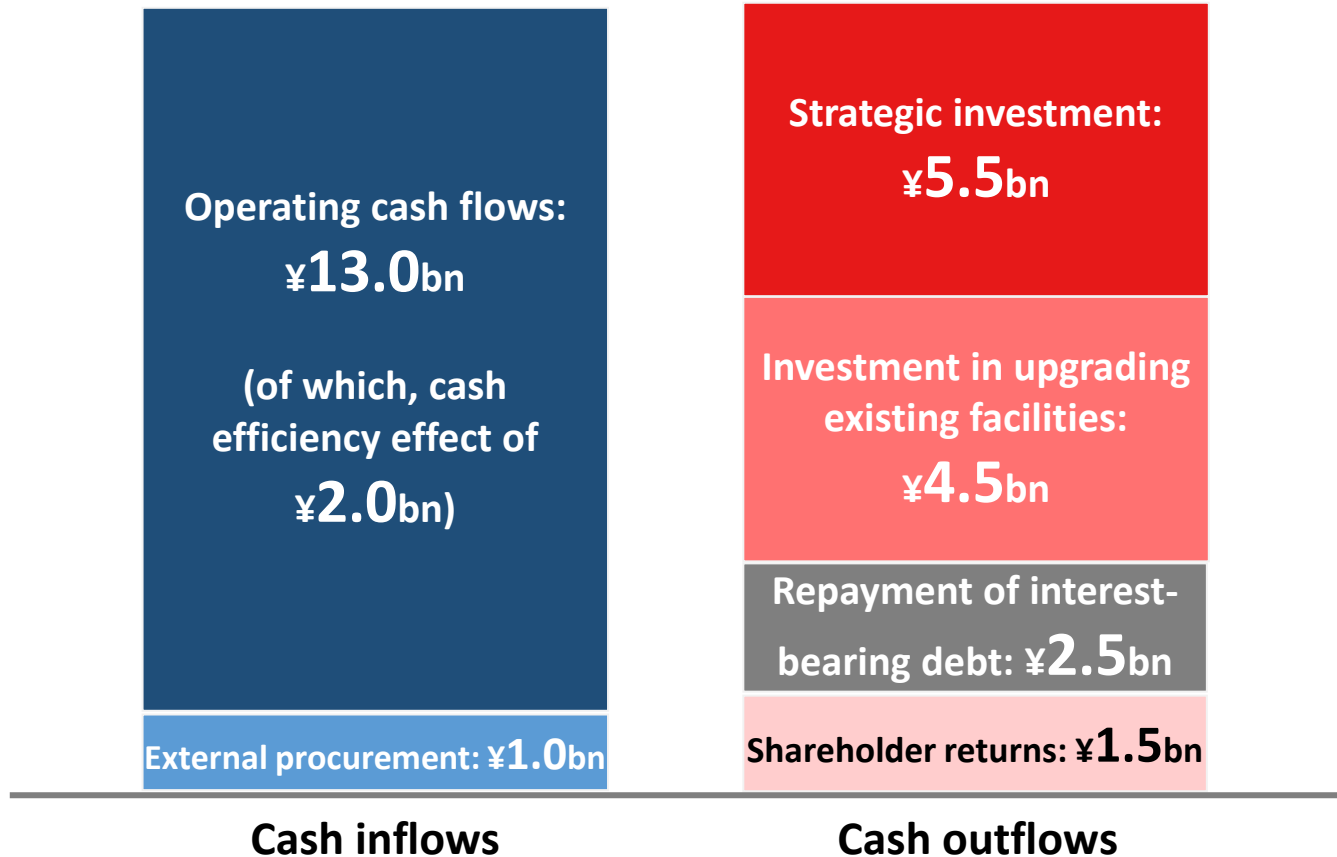 Operating cash flows:
¥13.0bn
(of which, cash
efficiency effect of
¥2.0bn)
External procurement: ¥1.0bn
Cash inflows
Strategic investment:
¥5.5bn
Investment in upgrading
existing facilities:
¥4.5bn
Repayment of interest-
bearing debt: ¥2.5bn
Shareholder returns: ¥1.5bn
Cash outflows